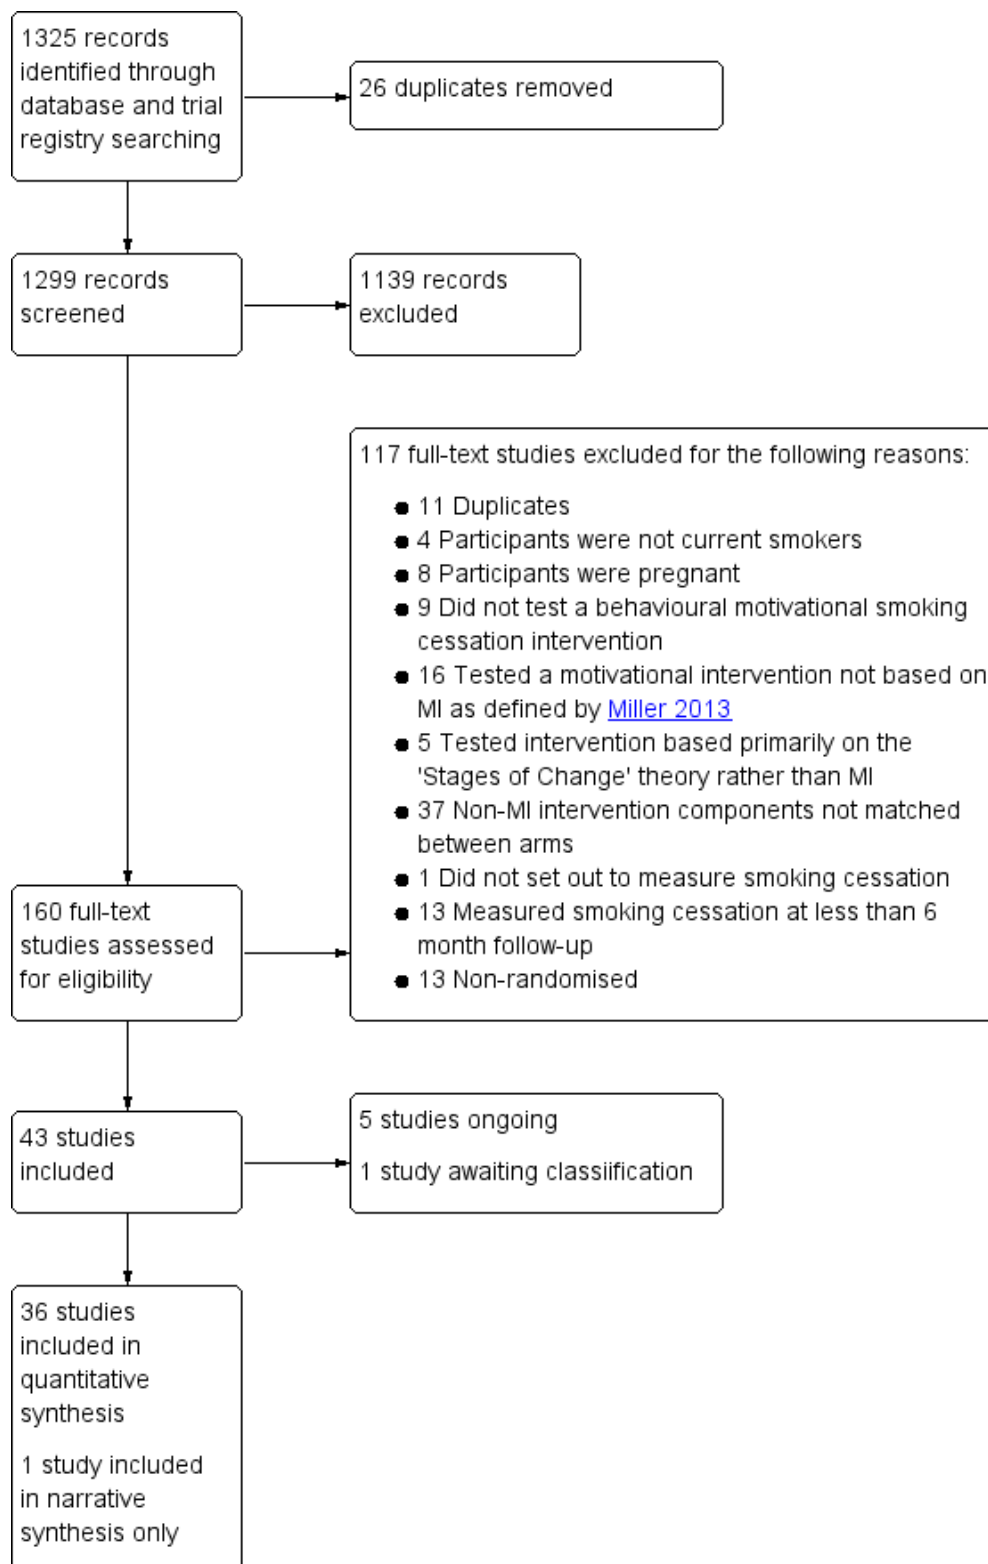 1325 records
identified through
database and trial
registry searching
26 duplicates removed
1299 records
screened
1139 records
excluded
117 full-text studies excluded for the following reasons:
● 11 Duplicates
● 4 Participants were not current smokers
● 8 Participants were pregnant
● 9 Did not test a behavioural motivational smoking
cessation intervention
● 16 Tested a motivational intervention not based on
MI as defined by Miller 2013
● 5 Tested intervention based primarily on the
'Stages of Change' theory rather than MI
● 37 Non-MI intervention components not matched
between arms
● 1 Did not set out to measure smoking cessation
● 13 Measured smoking cessation at less than 6
month follow-up
● 13 Non-randomised
160 full-text
studies assessed
for eligibility
43 studies
included
5 studies ongoing
1 study awaiting classiification
36 studies
included in
quantitative
synthesis
1 study included
in narrative
synthesis only